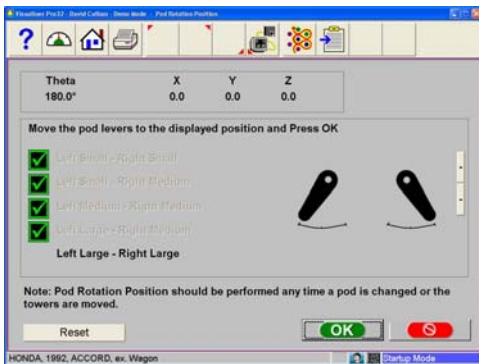 Visualiner Pro32 - David Collins - Demo Mode - Pod Rotation Position
Theta X Y Z
180.0° 0.0 0.0 0.0
Move the pod levers to the displayed position and Press OK
Left Small - Right Small
Left Small - Right Medium
Left Medium - Right Medium
Left Large - Right Medium
Left Large - Right Large
Note: Pod Rotation Position should be performed any time a pod is changed or the
towers are moved.
Reset
OK
HONDA, 1992, ACCORD, ex. Wagon
Startup Mode